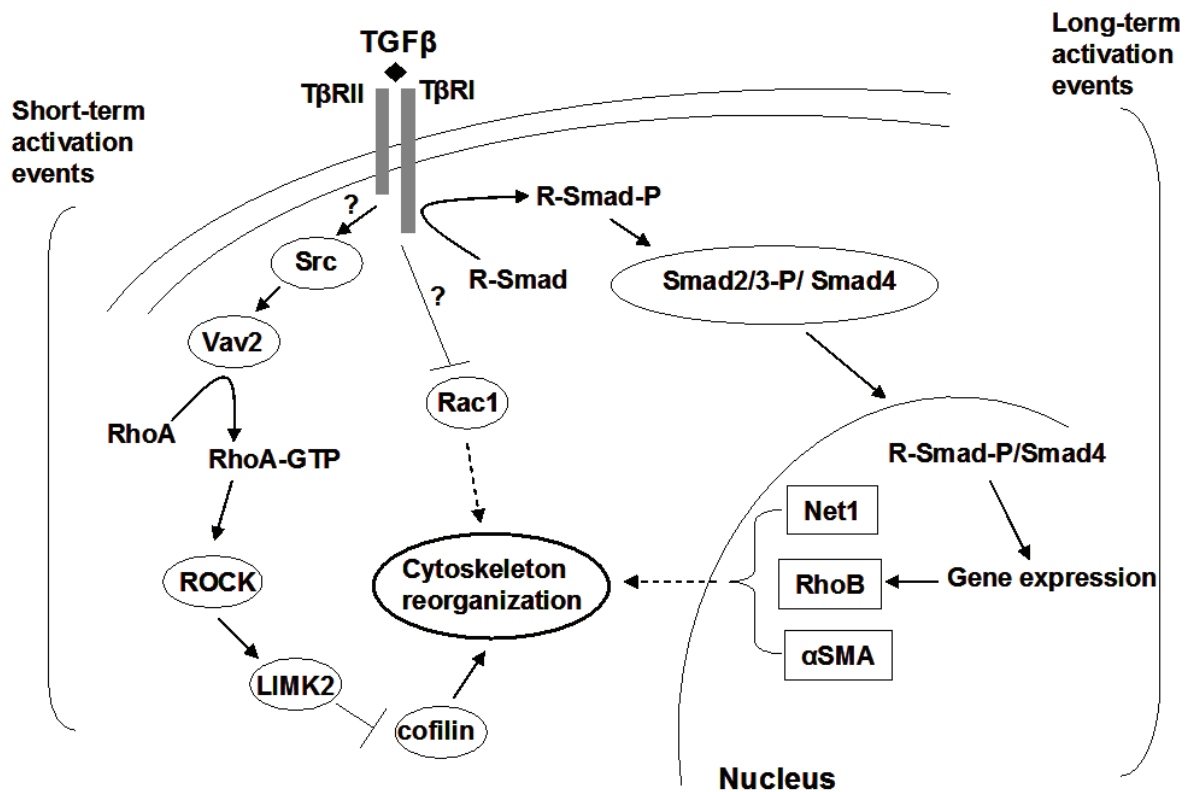 TGFβ
TβRII
TβRI
Long-term
activation
events
Short-term
activation
events
?
R-Smad-P
Src
R-Smad
?
Smad2/3-P/ Smad4
Vav2
Rac1
RhoA
RhoA-GTP
R-Smad-P/Smad4
Net1
ROCK
Cytoskeleton
reorganization
RhoB
Gene expression
αSMA
LIMK2
cofilin
Nucleus